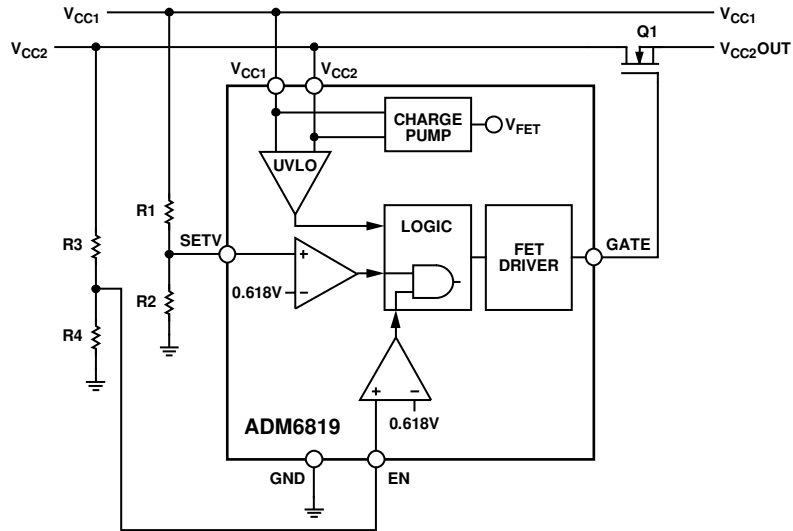 VCC1
VCC1
Q1
VCC2
VCC2OUT
VCC1
VCC2
CHARGE
PUMP
VFET
UVLO
R1
LOGIC
R3
SETV
FET
DRIVER
GATE
+
R2
0.618V
–
R4
+
–
0.618V
ADM6819
GND
EN